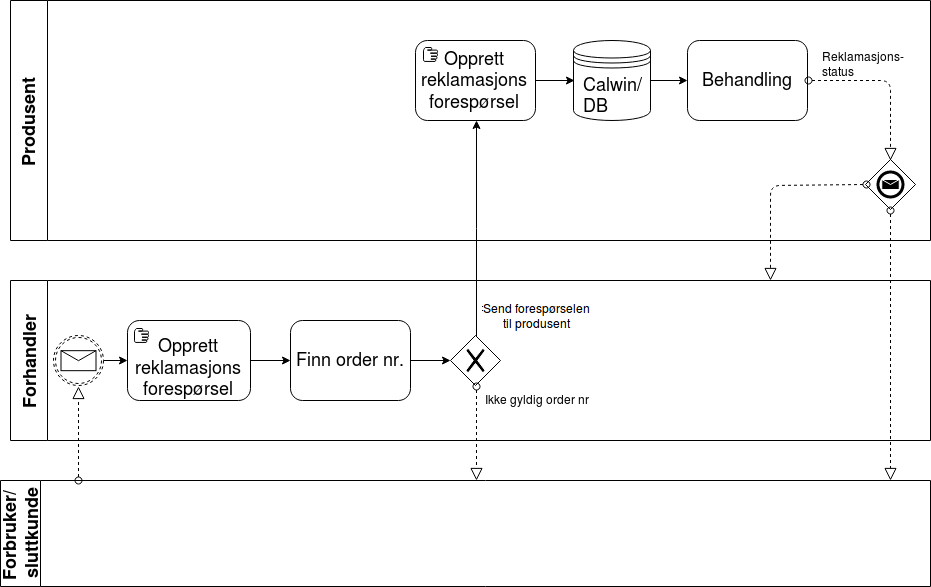 Produsent
Opprett
reklamasjons
forespørsel
Calwin/
DB
Behandling
Reklamasjons-
status
Forhandler
Opprett
reklamasjons
forespørsel
Finn order nr.
X
Send forespørselen
til produsent
Ikke gyldig order nr
Forbruker/
sluttkunde